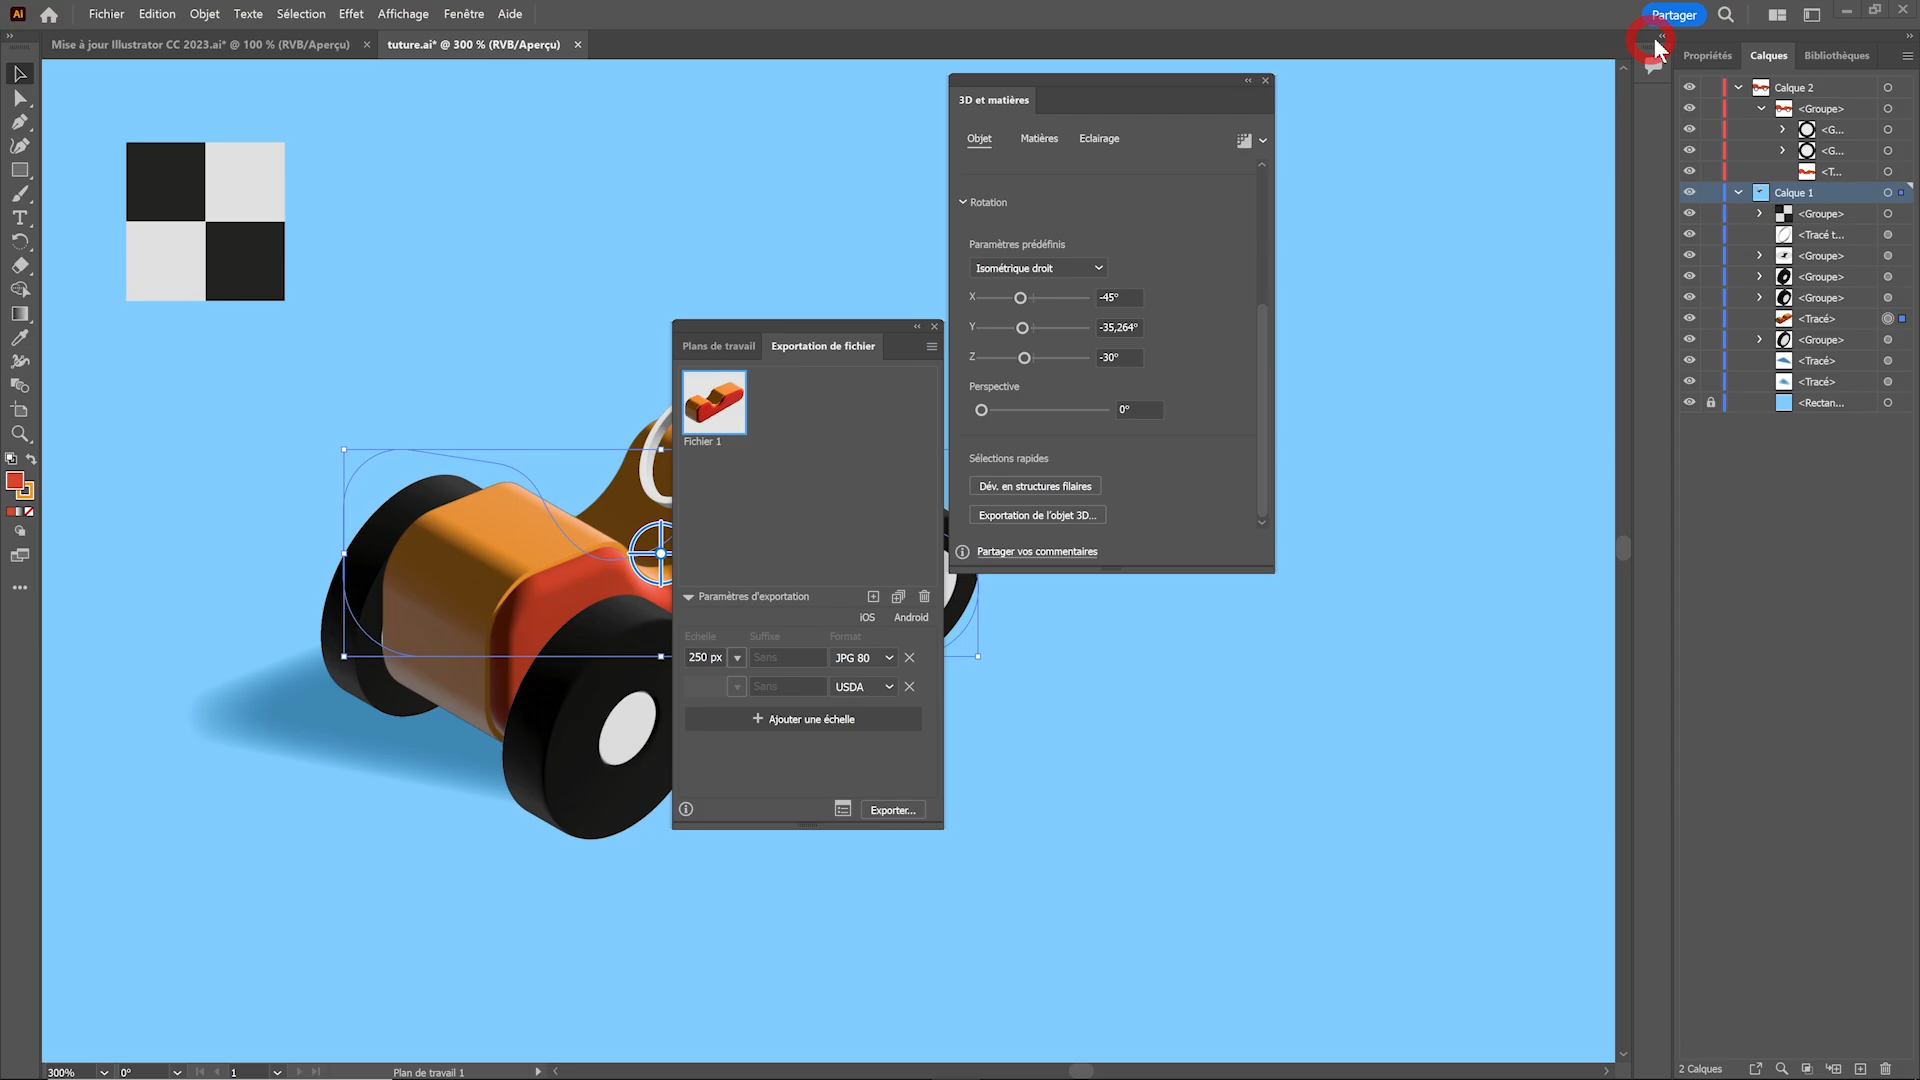 Ai Fichier Edition Objet Texte Sélection Effet Affichage Fenêtre Aide Partager
Mise à jour Illustrator CC 2023.ai* @ 100 % (RVB/Aperçu) tuture.ai* @ 300 % (RVB/Aperçu)
Propriétés Calques Bibliothèques
Calque 2
<Groupe>
<G...
<G...
<T...
Calque 1
<Groupe>
<Tracé t...
<Groupe>
<Groupe>
<Groupe>
<Tracé>
<Groupe>
<Tracé>
<Tracé>
<Rectan...
3D et matières
Objet Matières Eclairage
Rotation
Paramètres prédéfinis
Isométrique droit
X -45°
Y -35,264°
Z -30°
Perspective
0°
Sélections rapides
Dév. en structures filaires
Exportation de l'objet 3D...
Partager vos commentaires
Plans de travail Exportation de fichier
Fichier 1
Paramètres d'exportation
iOS Android
Echelle Suffixe Format
250 px Sans JPG 80
Sans USDA
Ajouter une échelle
Exporter...
300% 0° 1 Plan de travail 1
2 Calques